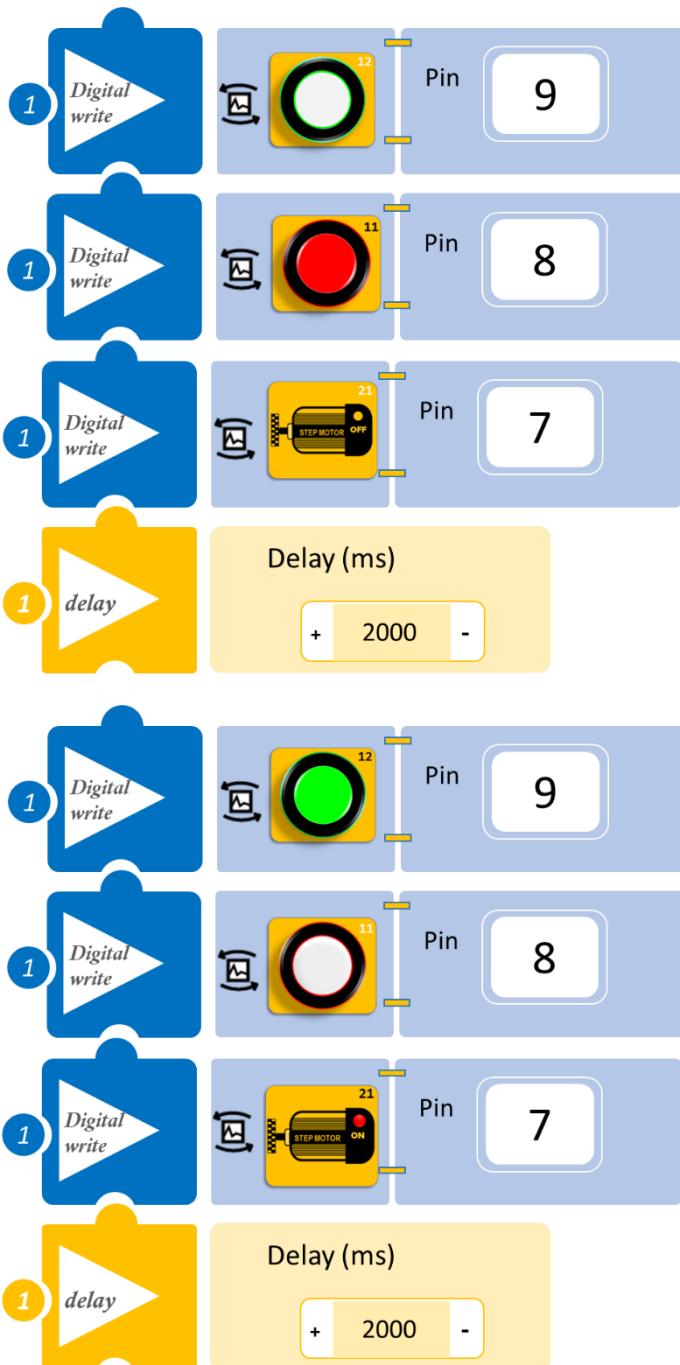 1
Digital
write
12
Pin
9
1
Digital
write
11
Pin
8
1
Digital
write
21
STEP MOTOR
OFF
Pin
7
1
delay
Delay (ms)
+ 2000 -
1
Digital
write
12
Pin
9
1
Digital
write
11
Pin
8
1
Digital
write
21
STEP MOTOR
ON
Pin
7
1
delay
Delay (ms)
+ 2000 -